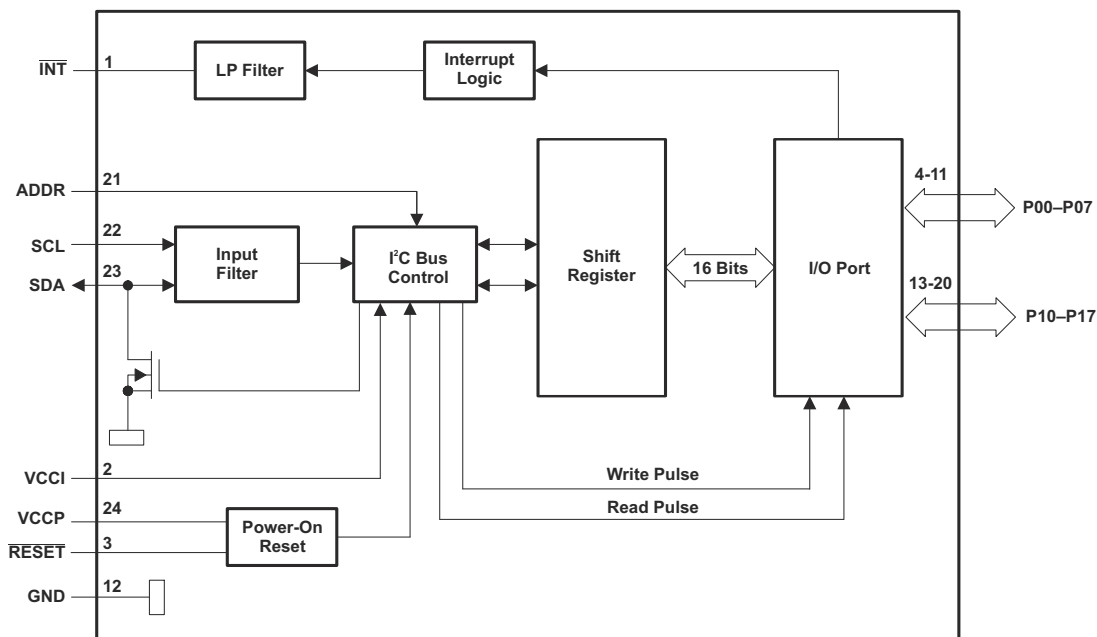 INT
1
LP Filter
Interrupt
Logic
ADDR
21
4-11
P00–P07
SCL
22
Input
Filter
I²C Bus
Control
Shift
Register
16 Bits
I/O Port
SDA
23
13-20
P10–P17
VCCI
2
Write Pulse
Read Pulse
VCCP
24
Power-On
Reset
RESET
3
GND
12